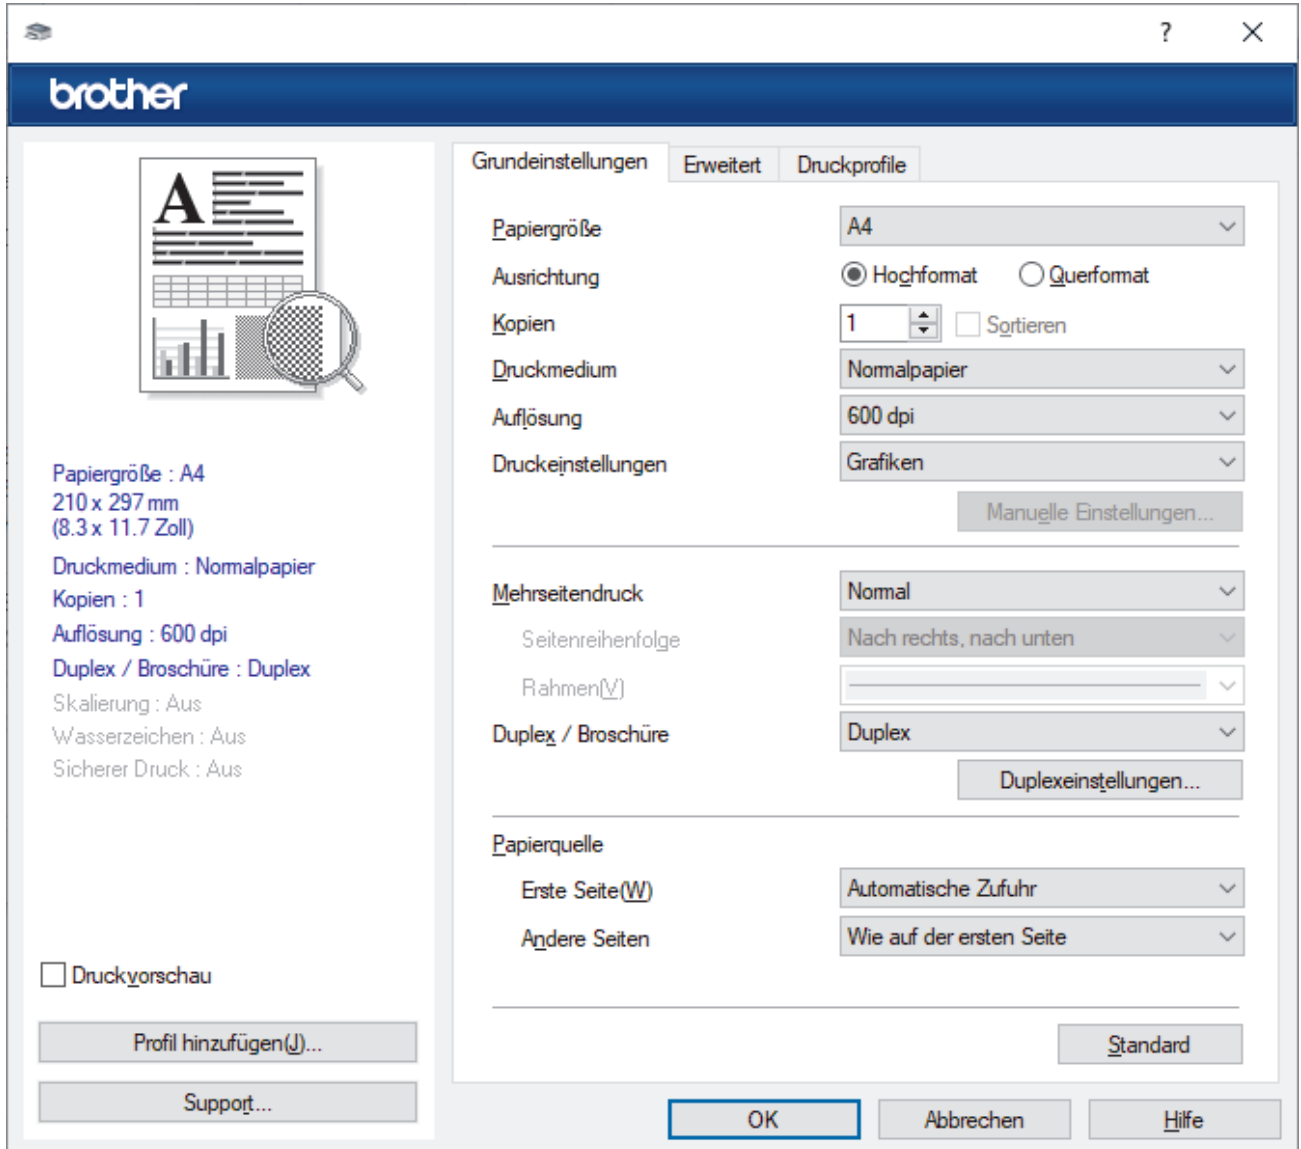 ?
brother
A
Papiergröße : A4
210 x 297 mm
(8.3 x 11.7 Zoll)
Druckmedium : Normalpapier
Kopien : 1
Auflösung : 600 dpi
Duplex / Broschüre : Duplex
Skalierung : Aus
Wasserzeichen : Aus
Sicherer Druck : Aus
Druckvorschau
Profil hinzufügen(J)...
Support...
Grundeinstellungen Erweitert Druckprofile
Papiergröße A4
Ausrichtung Hochformat Querformat
Kopien 1 Sortieren
Druckmedium Normalpapier
Auflösung 600 dpi
Druckeinstellungen Grafiken
Manuelle Einstellungen...
Mehrseitendruck Normal
Seitenreihenfolge Nach rechts, nach unten
Rahmen(V)
Duplex / Broschüre Duplex
Duplexeinstellungen...
Papierquelle
Erste Seite(W) Automatische Zufuhr
Andere Seiten Wie auf der ersten Seite
Standard
OK Abbrechen Hilfe